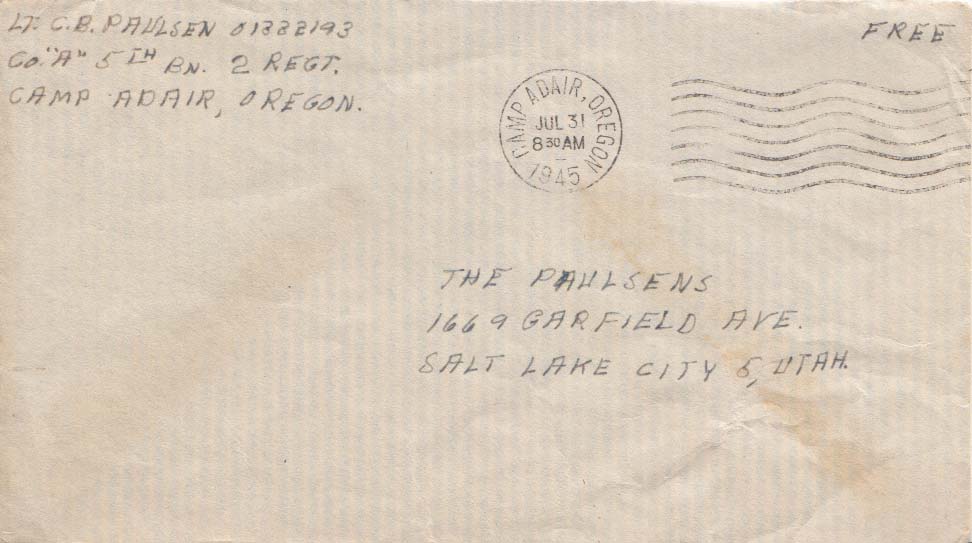 LT. C.B. PAULSEN 01332193
CO. "A" 5TH BN. 2 REGT.
CAMP ADAIR, OREGON.
FREE
CAMP ADAIR, OREGON
JUL 31
8 30 AM
1945
THE PAULSENS
1669 GARFIELD AVE.
SALT LAKE CITY 5, UTAH.